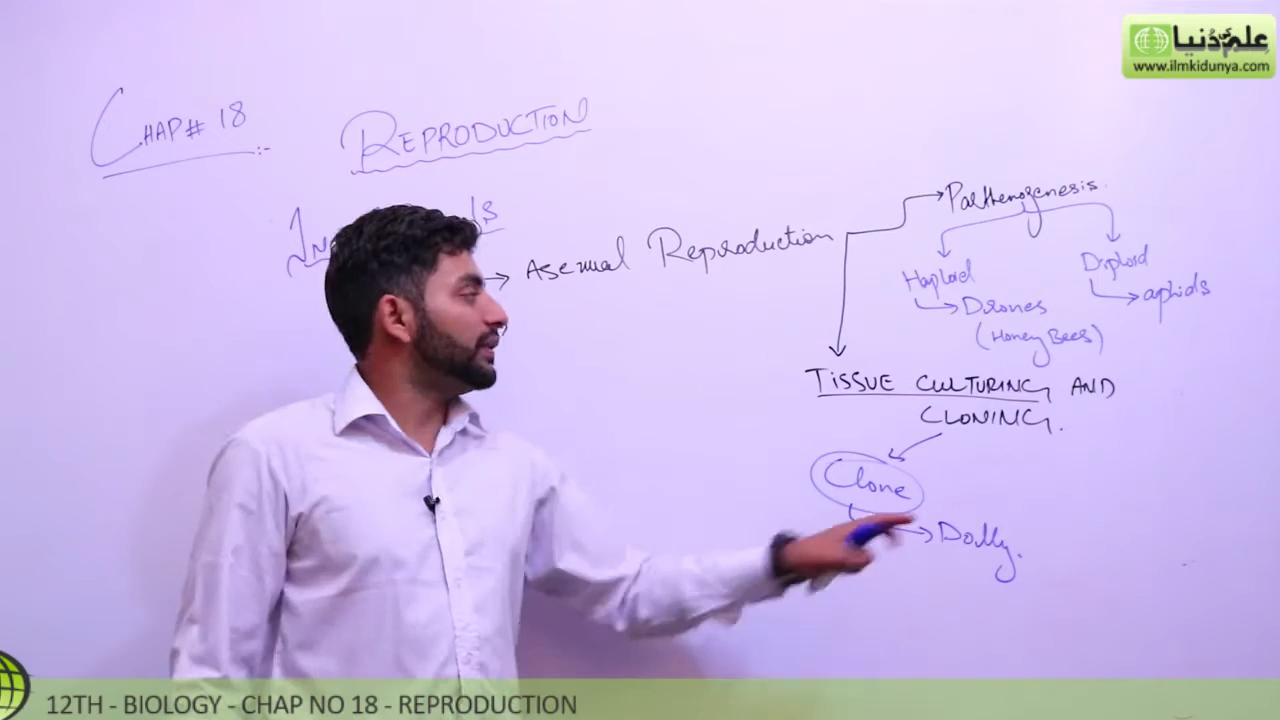 علم کی دُنیا
www.ilmkidunya.com
CHAP# 18
REPRODUCTION
Asexual Reproduction
Parthenogenesis.
Haploid
Drones
(Honey Bees)
Diploid
aphids
TISSUE CULTURING AND
CLONING.
Clone
Dolly.
12TH - BIOLOGY - CHAP NO 18 - REPRODUCTION